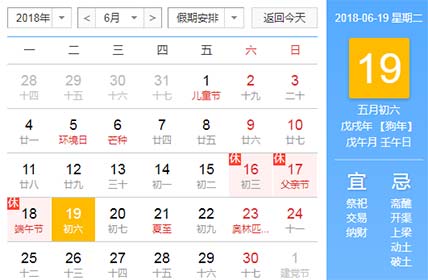 2018年 < 6月 > 假期安排 返回今天
2018-06-19 星期二
一 二 三 四 五 六 日
28 29 30 31 1 2 3
十四 十五 十六 十七 儿童节 十九 二十
4 5 6 7 8 9 10
廿一 环境日 芒种 廿四 廿五 廿六 廿七
休 休
11 12 13 14 15 16 17
廿八 廿九 三十 初一 初二 初三 父亲节
休
18 19 20 21 22 23 24
端午节 初六 初七 夏至 初九 奥林匹... 十一
25 26 27 28 29 30 1
十二 十三 十四 十五 十六 十七 建党节
19
五月初六
戊戌年 【狗年】
戊午月 壬午日
宜 忌
祭祀 斋醮
交易 开渠
纳财 上梁
动土
破土